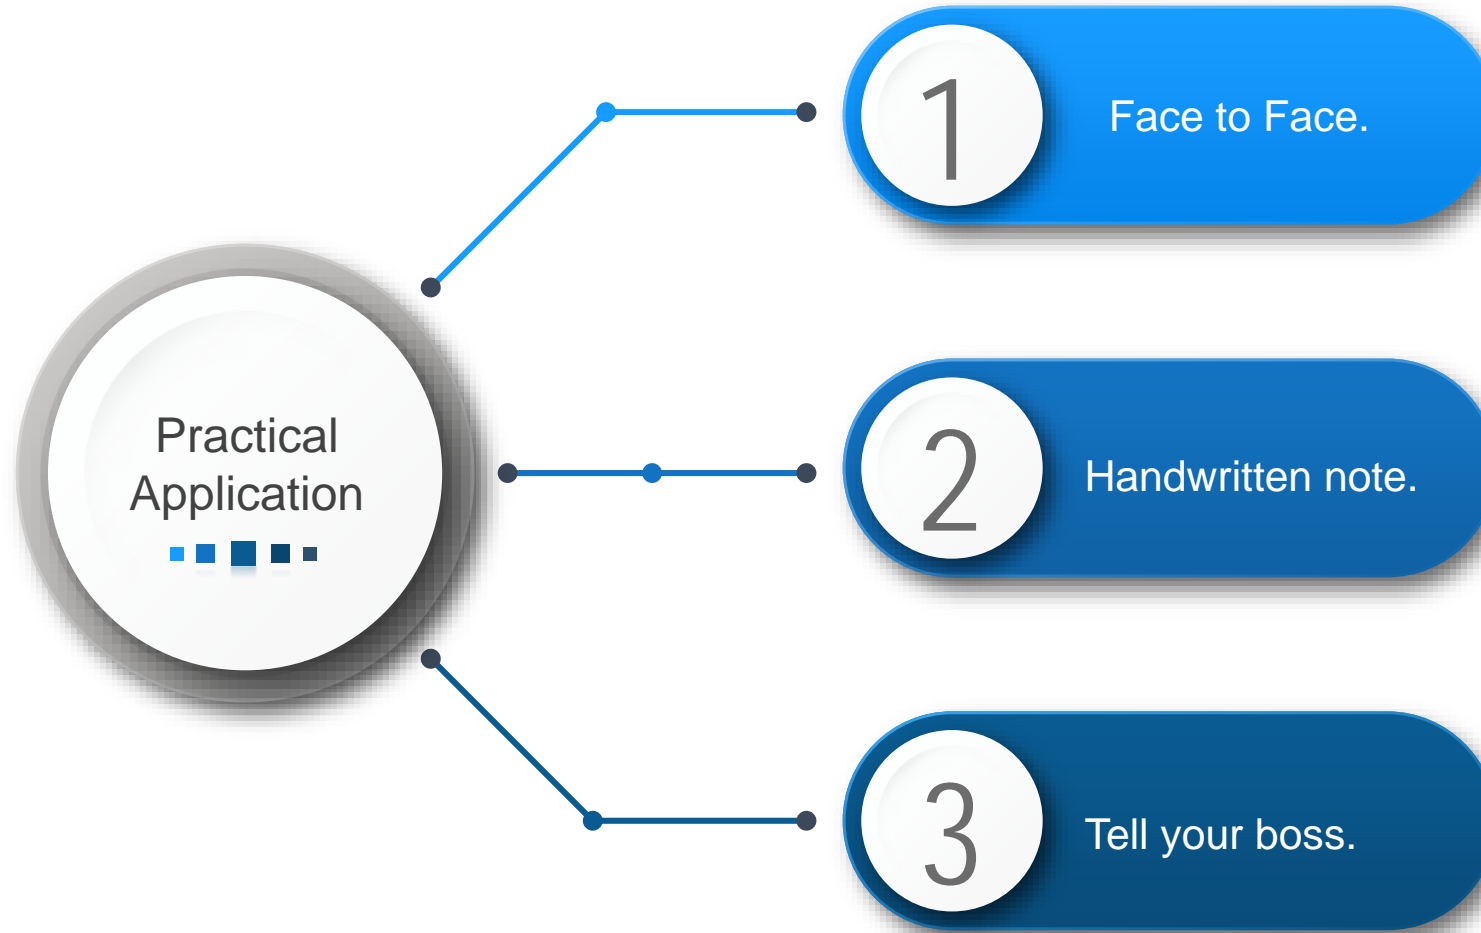 Practical
Application
1
Face to Face.
2
Handwritten note.
3
Tell your boss.